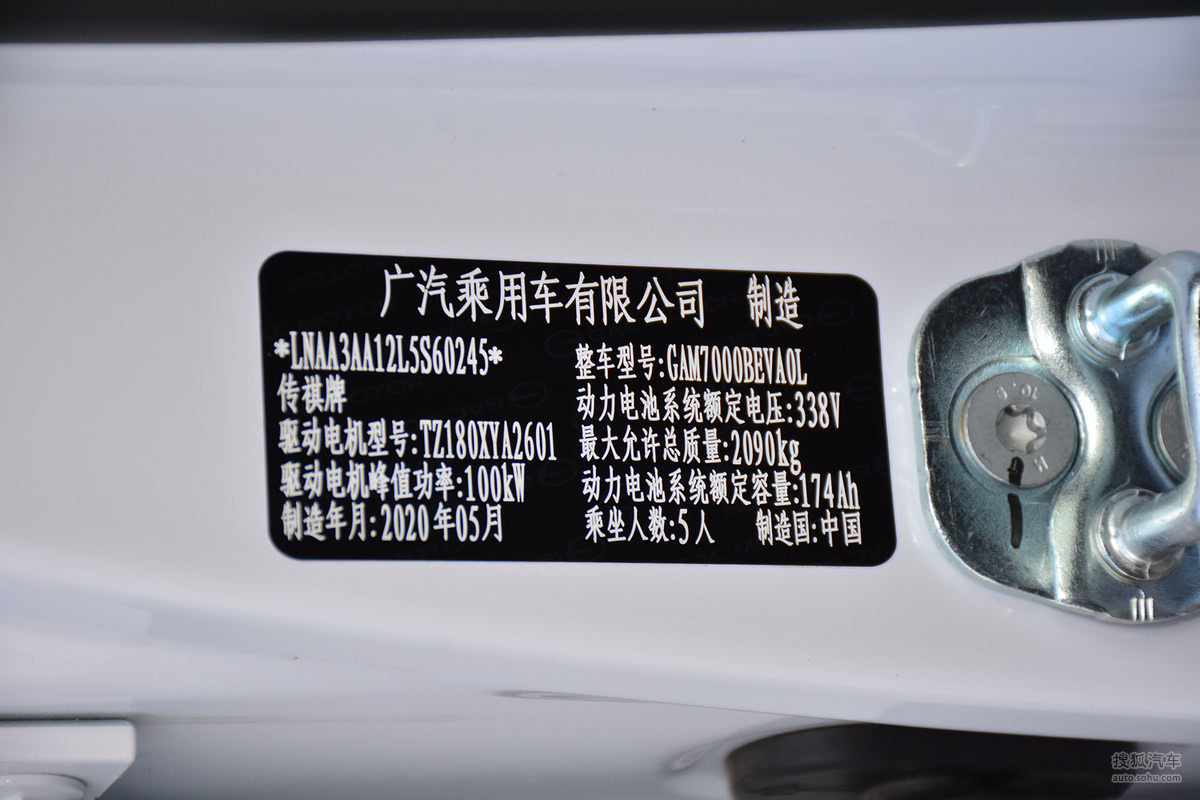 广汽乘用车有限公司 制造
*LNAA3AA12L5S60245*
传祺牌
驱动电机型号:TZ180XYA2601
驱动电机峰值功率:100kW
制造年月:2020年05月
整车型号:GAM7000BEVA0L
动力电池系统额定电压:338V
最大允许总质量:2090kg
动力电池系统额定容量:174Ah
乘坐人数:5人 制造国:中国
10.9
搜狐汽车
auto.sohu.com